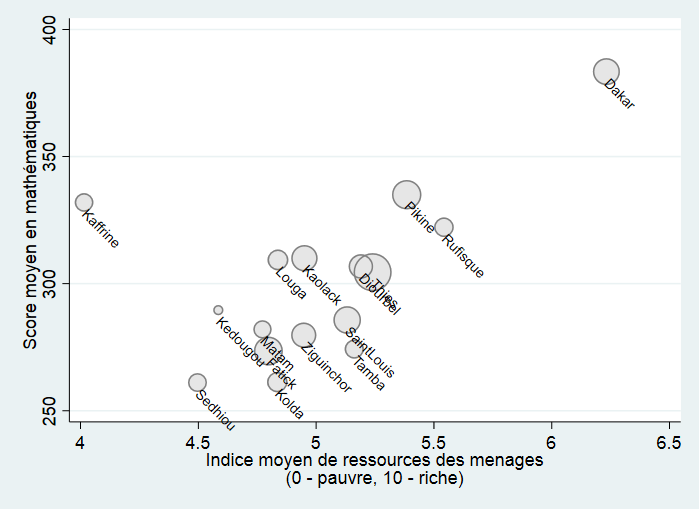 400
350
300
250
Score moyen en mathématiques
Dakar
Pikine
Rufisque
Kaffrine
Louga
Kaolack
Diourbel
Thies
Kedougou
Matam
Fatick
Ziguinchor
SaintLouis
Tamba
Sedhiou
Kolda
4 4.5 5 5.5 6 6.5
Indice moyen de ressources des menages
(0 - pauvre, 10 - riche)